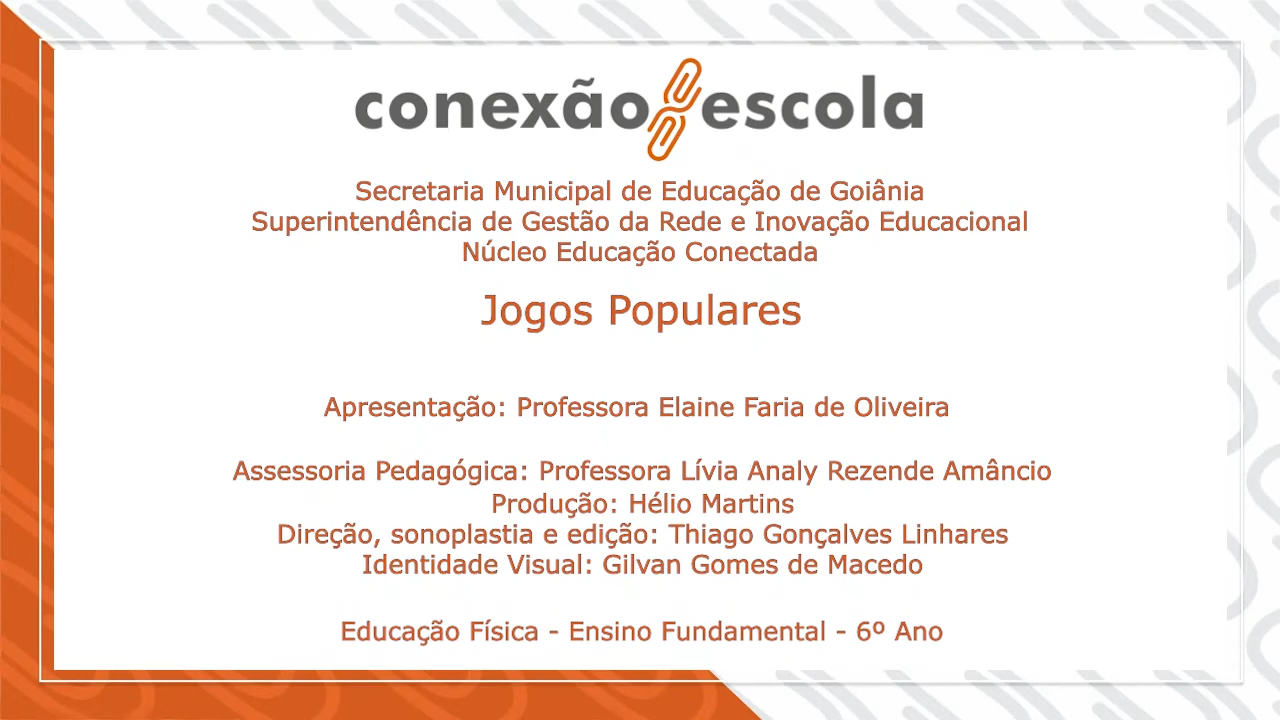 conexão escola
Secretaria Municipal de Educação de Goiânia
Superintendência de Gestão da Rede e Inovação Educacional
Núcleo Educação Conectada
Jogos Populares
Apresentação: Professora Elaine Faria de Oliveira
Assessoria Pedagógica: Professora Lívia Analy Rezende Amâncio
Produção: Hélio Martins
Direção, sonoplastia e edição: Thiago Gonçalves Linhares
Identidade Visual: Gilvan Gomes de Macedo
Educação Física - Ensino Fundamental - 6º Ano